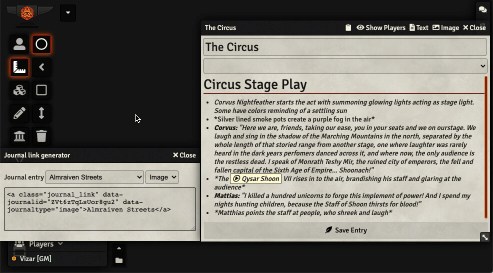 The Circus
Show Players
Text
Image
Close
The Circus
Circus Stage Play
Corvus Nightfeather starts the act with summoning glowing lights acting as stage light.
Some have colors reminding of a settling sun
*Silver lined smoke pots create a purple fog in the air*
Corvus: "Here we are, friends, taking our ease, you in your seats and we on our stage. We
laugh and sing in the shadow of the Marching Mountains in the north, separated by the
whole length of that storied range from another stage, one where laughter was rarely
heard in the dark years perfomers danced across it, and where now, the only audience is
the restless dead. I speak of Monrath Teshy Mir, the ruined city of emperors, the fell and
fallen capital of the Sixth Age of Empire... Shoonach!"
*The Qysar Shoon VII rises in to the air, brandishing his staff and glaring at the
audience*
Mattias: "I killed a hundred unicorns to forge this implement of power! And I spend my
nights hunting children, because the Staff of Shoon thirsts for blood!"
*Matthias points the staff at people, who shreek and laugh*
Save Entry
Journal link generator
Close
Journal entry
Almraiven Streets
Image
<a class="journal_link" data-
journalid="ZVt6rTqLaUor8gu2" data-
journaltype="image">Almraiven Streets</a>
Players
Vizar [GM]